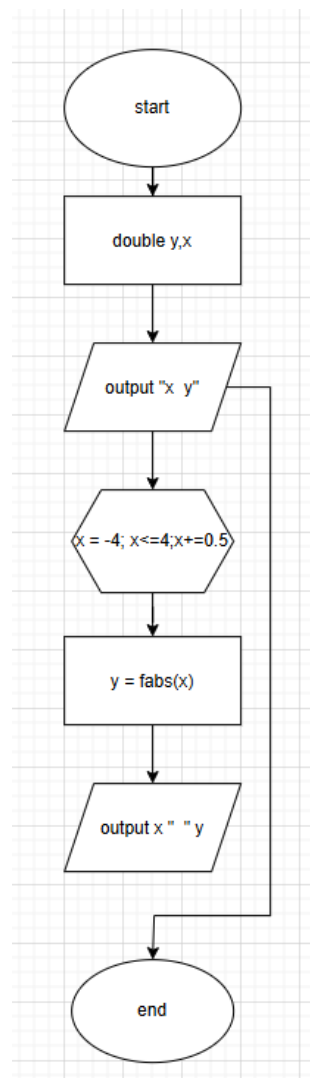 start
double y,x
output "x  y"
x = -4; x<=4;x+=0.5
y = fabs(x)
output x "  " y
end